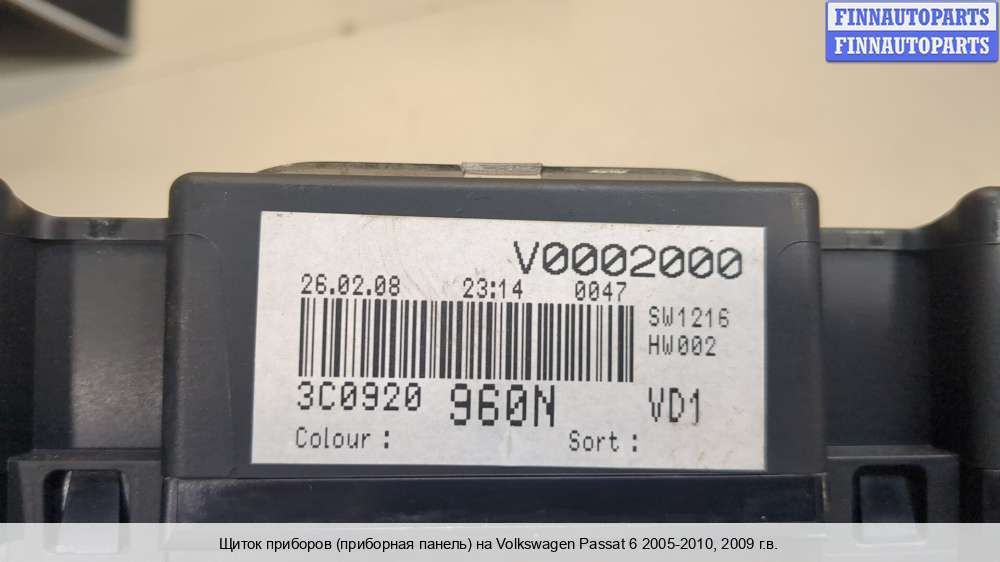 FINNAUTOPARTS
FINNAUTOPARTS
V0002000
26.02.08 23:14 0047
SW1216
HW002
3C0920 960N VD1
Colour : Sort :
Щиток приборов (приборная панель) на Volkswagen Passat 6 2005-2010, 2009 г.в.